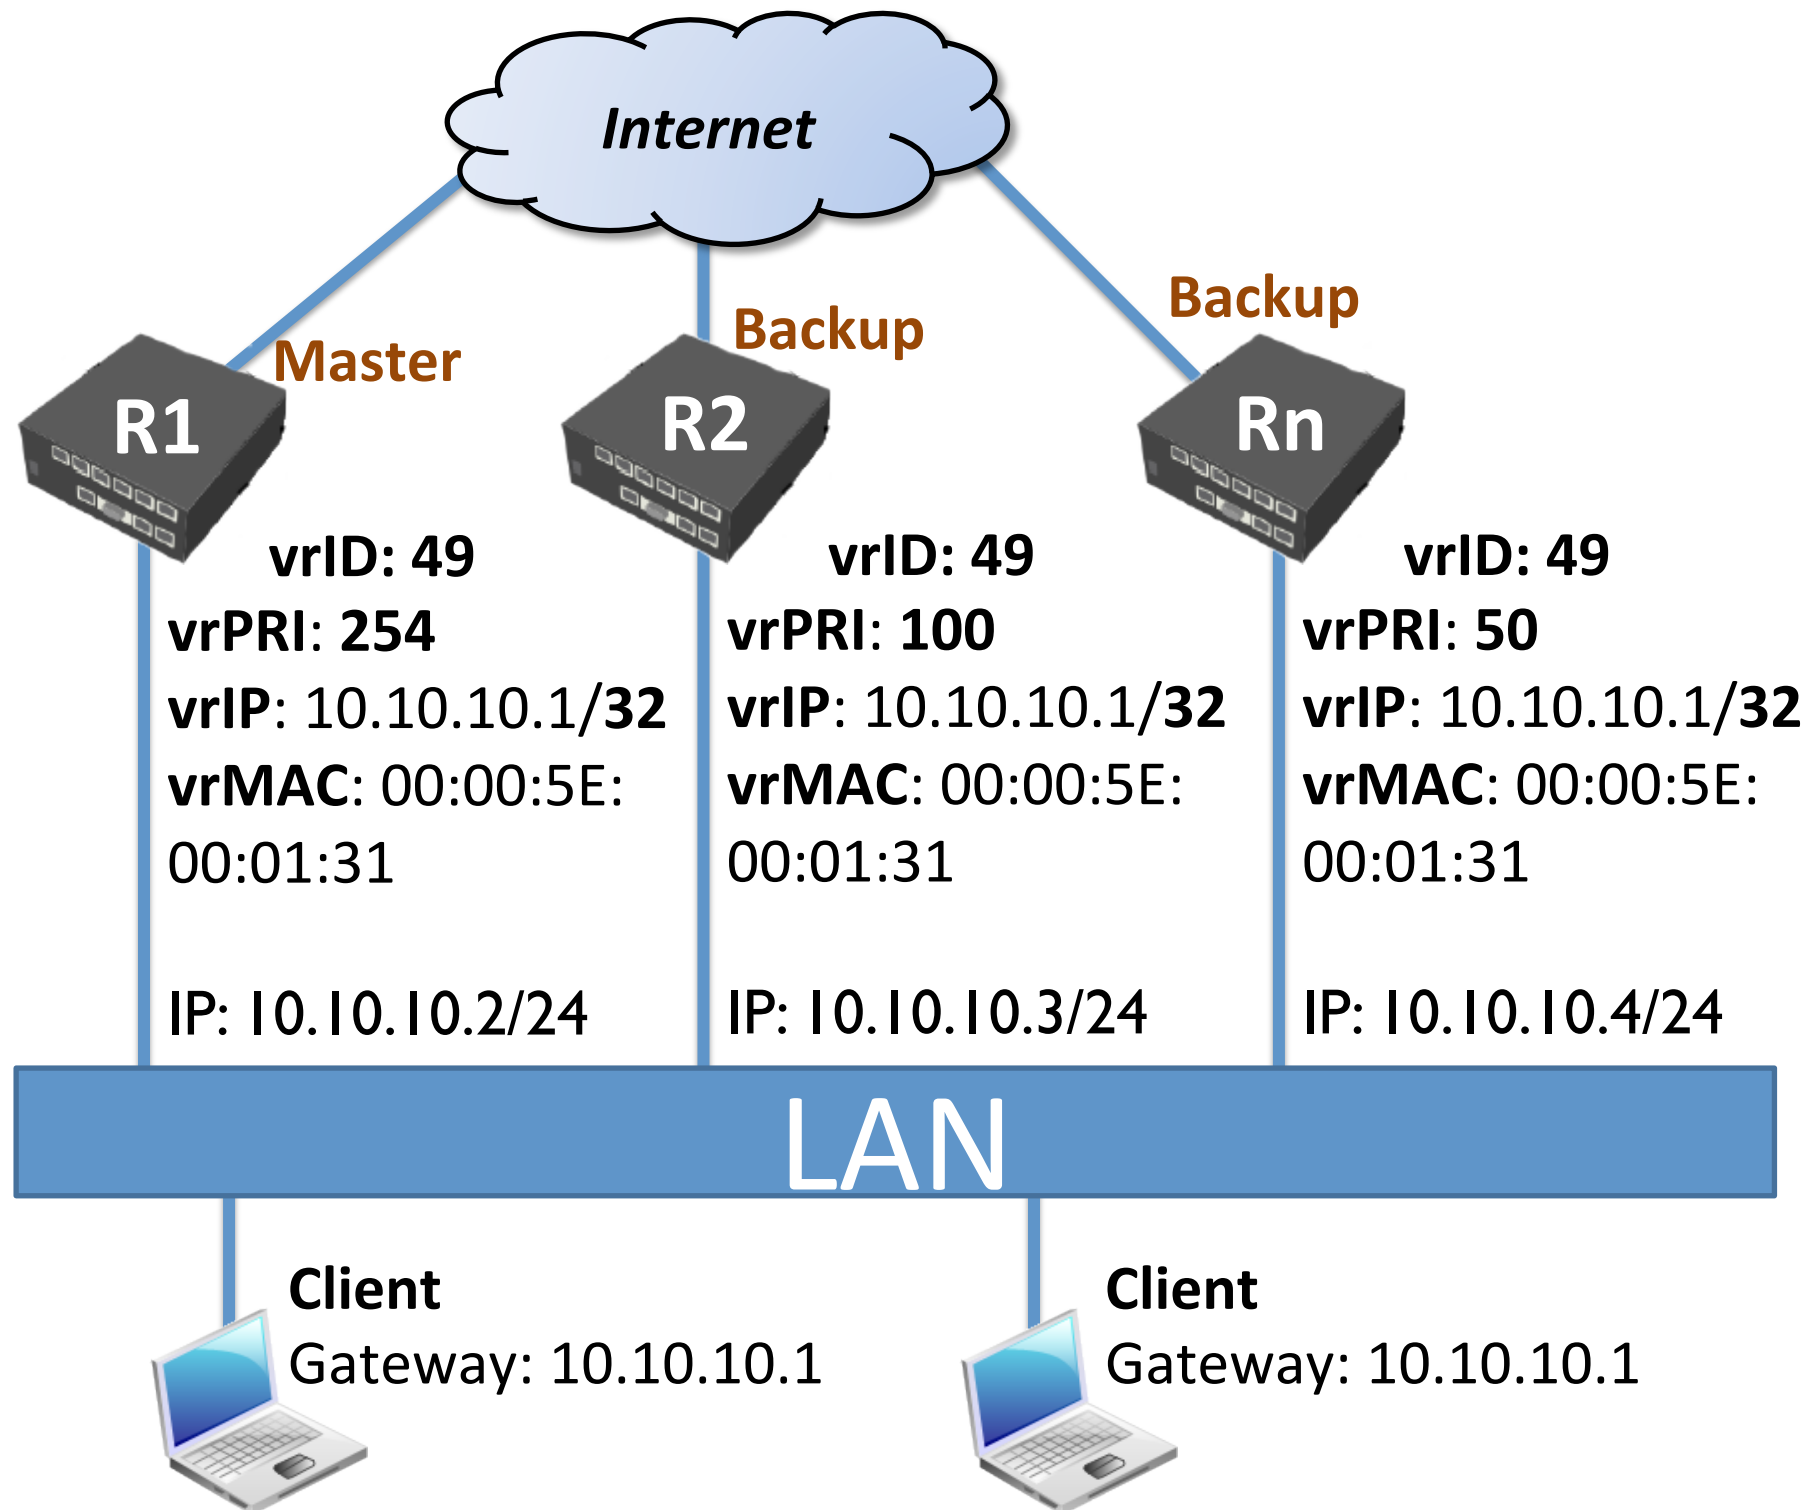 Internet
Master
Backup
Backup
R1
R2
Rn
vrID: 49
vrPRI: 254
vrIP: 10.10.10.1/32
vrMAC: 00:00:5E:
00:01:31
IP: 10.10.10.2/24
vrID: 49
vrPRI: 100
vrIP: 10.10.10.1/32
vrMAC: 00:00:5E:
00:01:31
IP: 10.10.10.3/24
vrID: 49
vrPRI: 50
vrIP: 10.10.10.1/32
vrMAC: 00:00:5E:
00:01:31
IP: 10.10.10.4/24
LAN
Client
Gateway: 10.10.10.1
Client
Gateway: 10.10.10.1